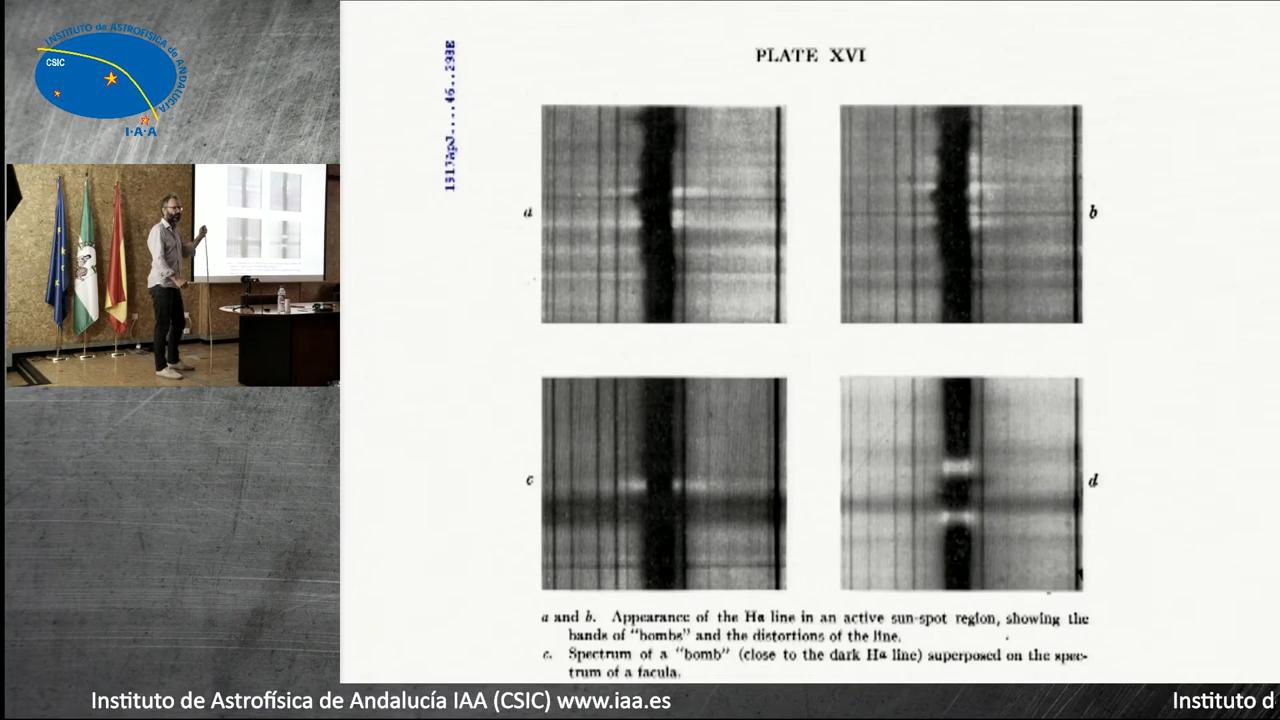 INSTITUTO de ASTROFÍSICA de ANDALUCÍA
CSIC
I·A·A
PLATE XVI
1917ApJ....46..298E
a
b
c
d
a and b. Appearance of the Hα line in an active sun-spot region, showing the
bands of "bombs" and the distortions of the line.
c. Spectrum of a "bomb" (close to the dark Hα line) superposed on the spec-
trum of a facula.
Instituto de Astrofísica de Andalucía IAA (CSIC) www.iaa.es
Instituto d